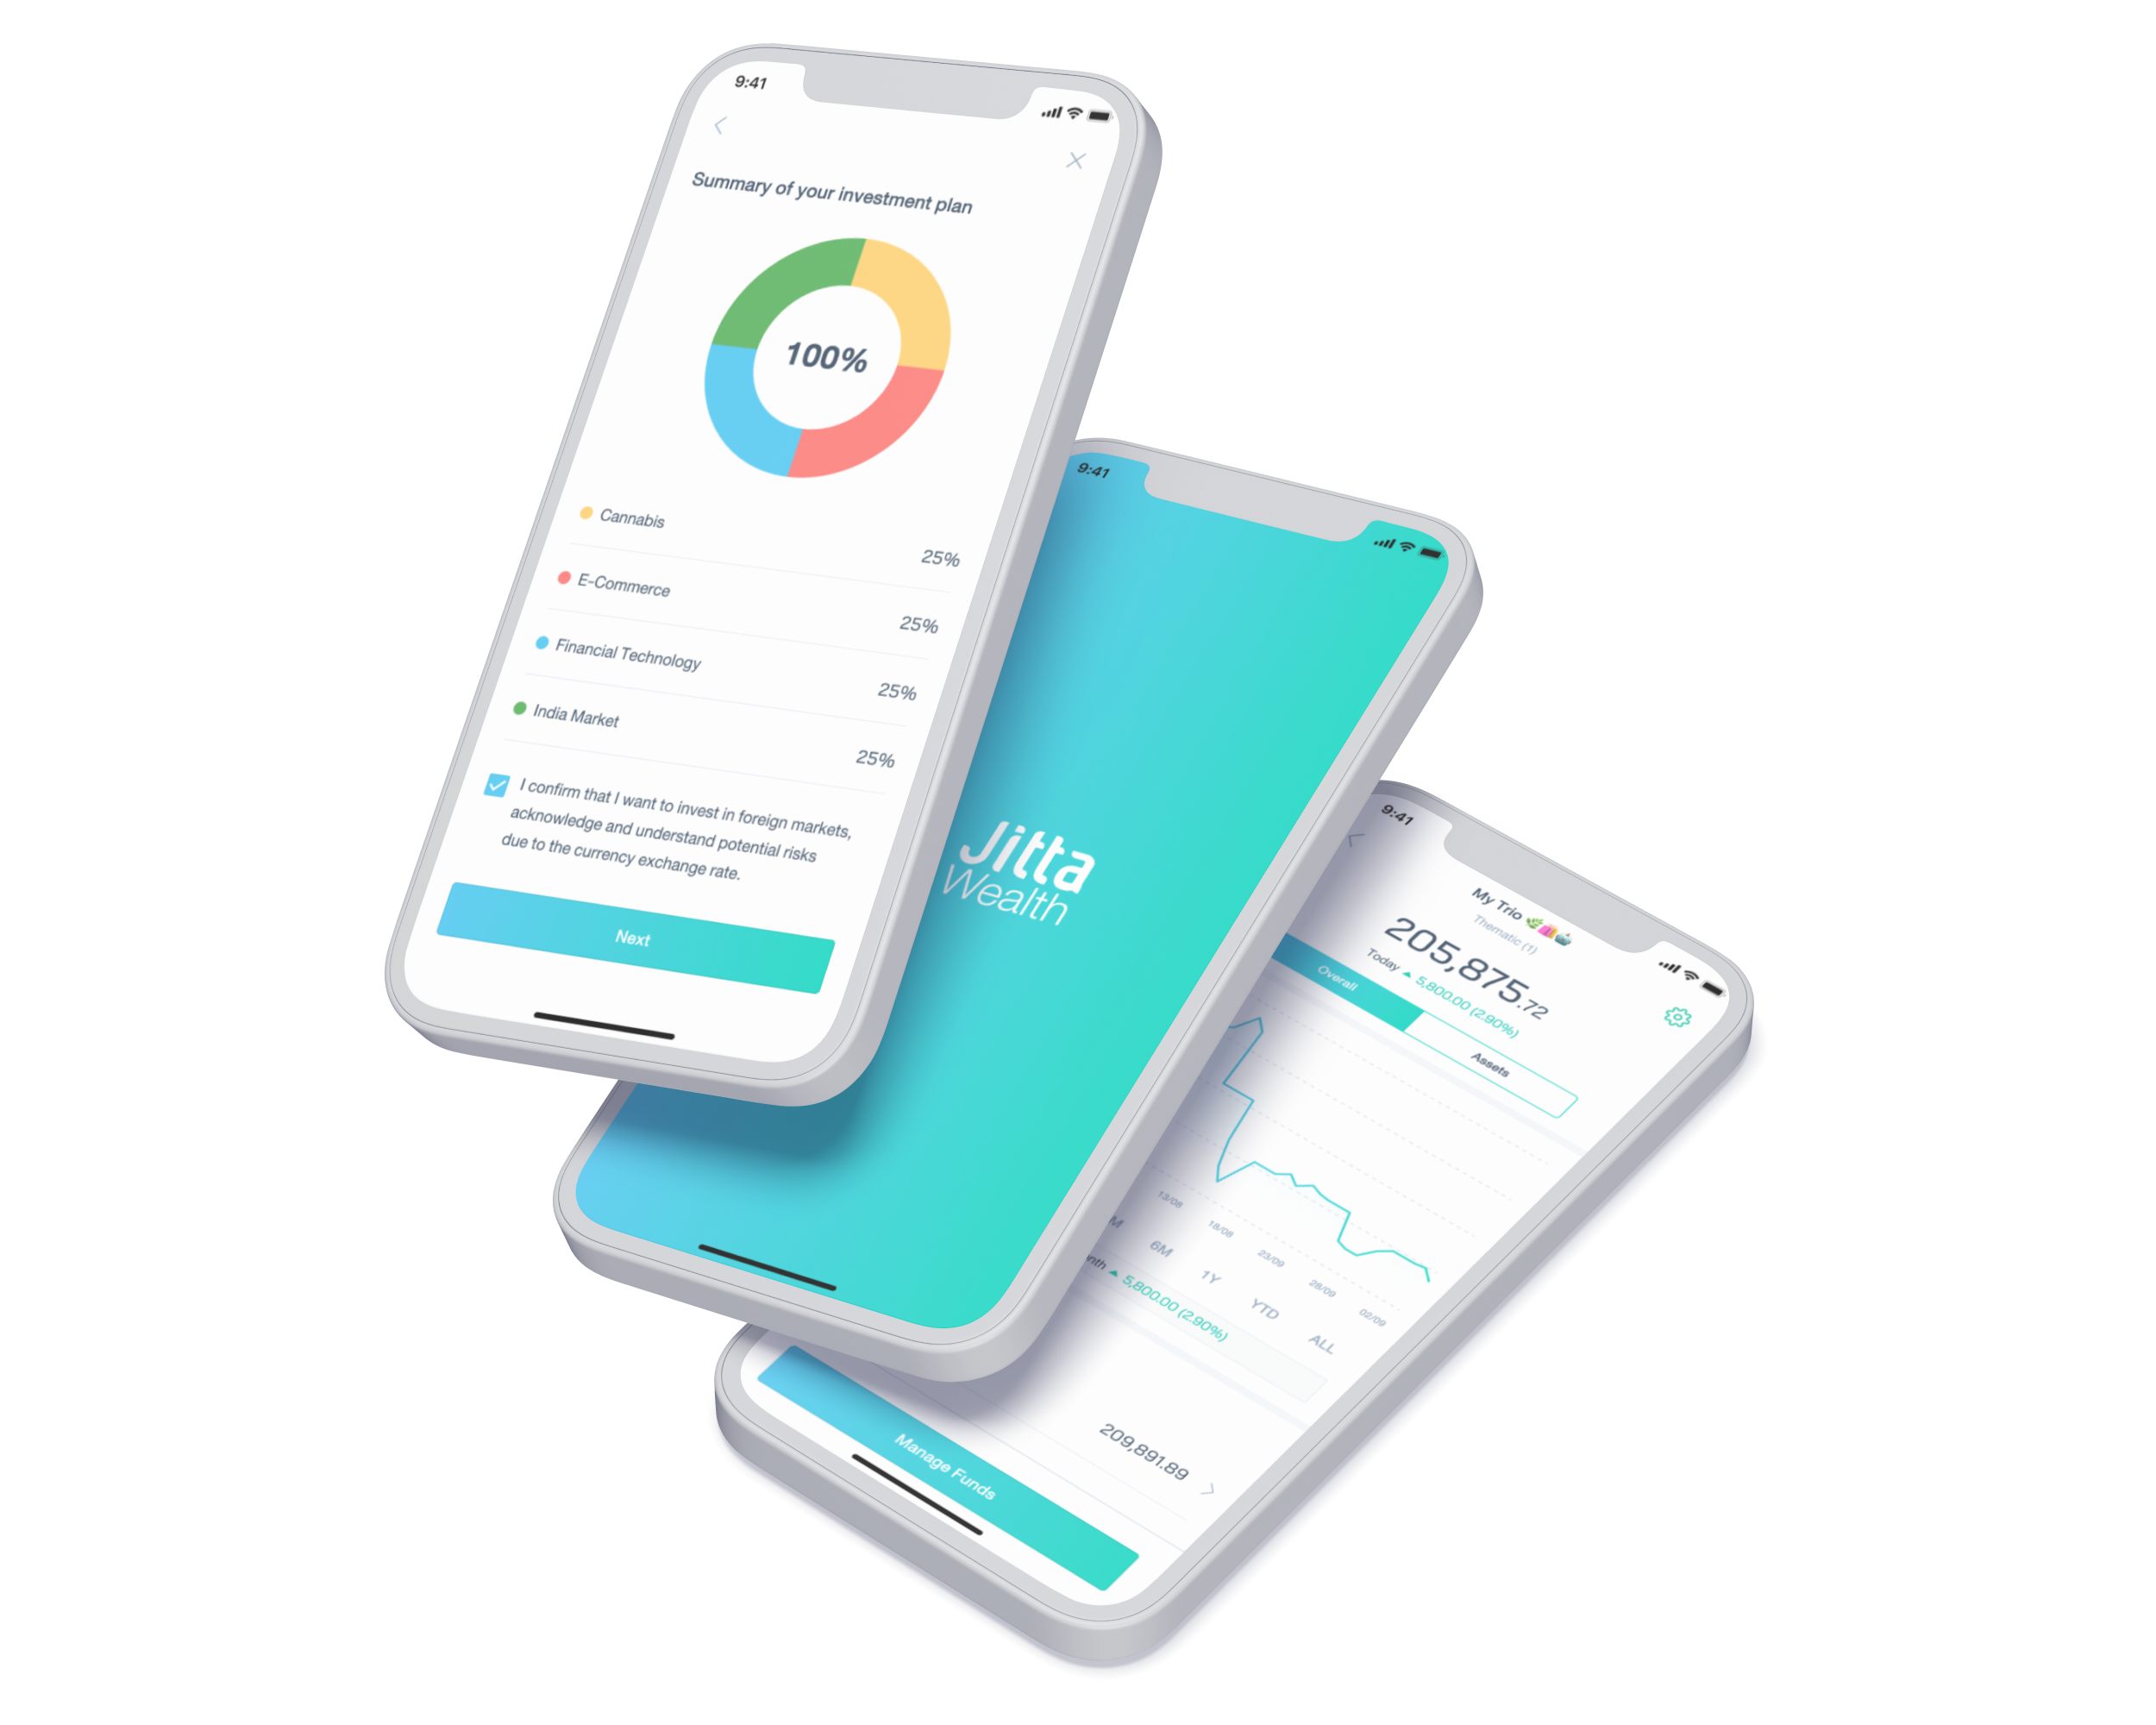 9:41
Summary of your investment plan
100%
Cannabis 25%
E-Commerce 25%
Financial Technology 25%
India Market 25%
I confirm that I want to invest in foreign markets,
acknowledge and understand potential risks
due to the currency exchange rate.
Next
9:41
Jitta
Wealth
9:41
My Trio
Thematic (1)
205,875.72
Today ▲ 5,800.00 (2.90%)
Overall Assets
13/08 18/08 23/09 28/09 02/09
6M 1Y YTD ALL
5,800.00 (2.90%)
209,891.89
Manage Funds